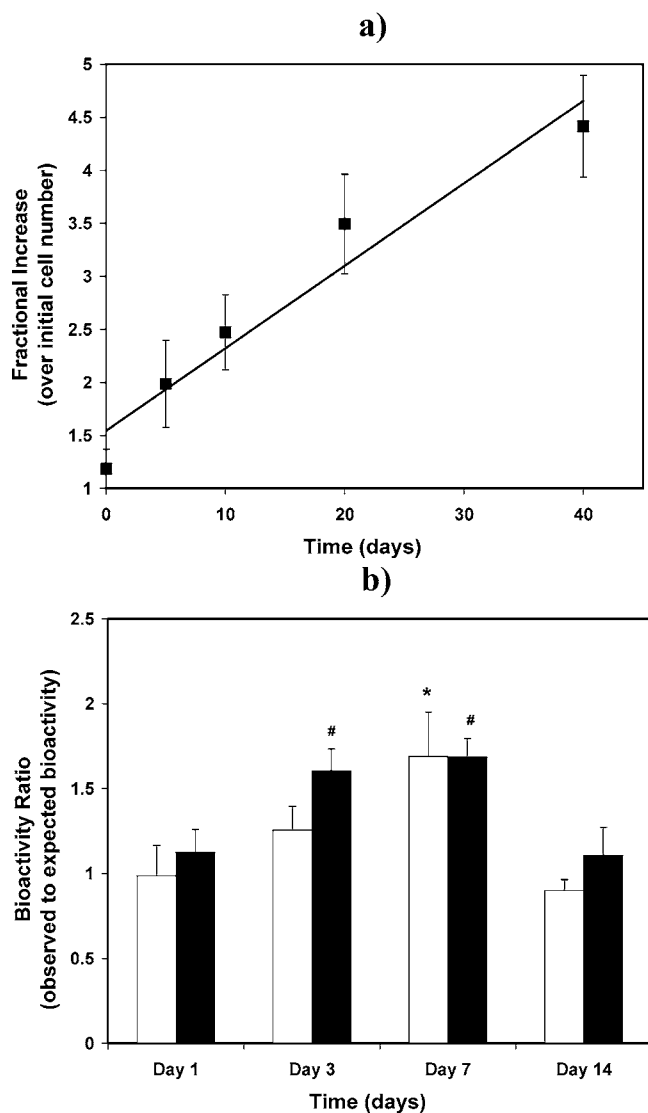 a)
5
4.5
4
3.5
3
2.5
2
1.5
1
Fractional Increase
(over initial cell number)
0 10 20 30 40
Time (days)
b)
2.5
2
1.5
1
0.5
0
Bioactivity Ratio
(observed to expected bioactivity)
#
*
#
Day 1 Day 3 Day 7 Day 14
Time (days)